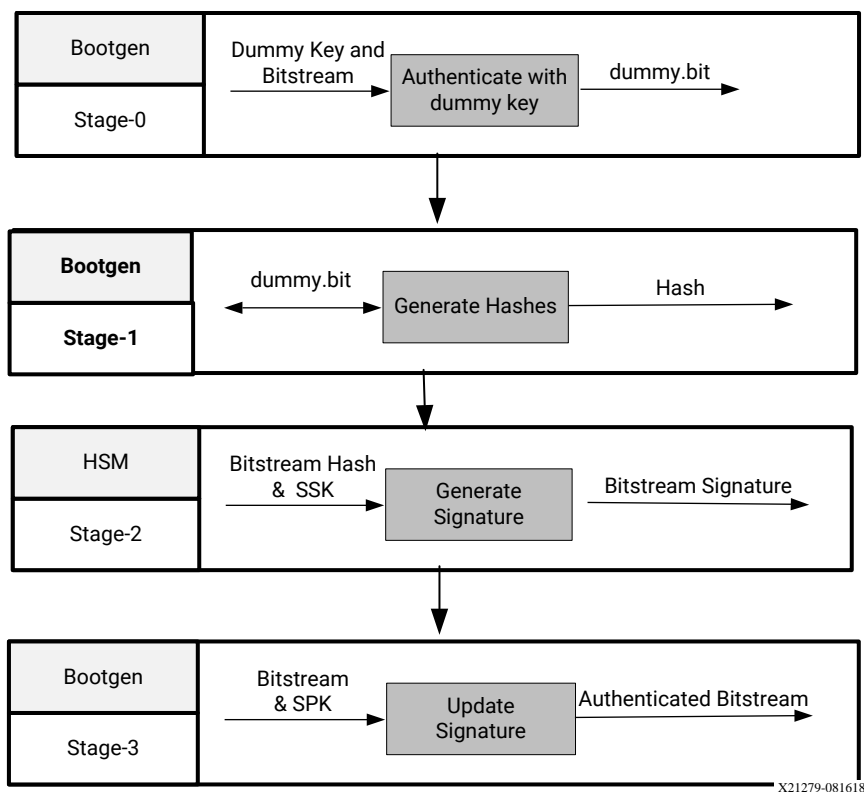 Bootgen
Stage-0
Dummy Key and
Bitstream
Authenticate with
dummy key
dummy.bit
Bootgen
Stage-1
dummy.bit
Generate Hashes
Hash
HSM
Stage-2
Bitstream Hash
& SSK
Generate
Signature
Bitstream Signature
Bootgen
Stage-3
Bitstream
& SPK
Update
Signature
Authenticated Bitstream
X21279-081618